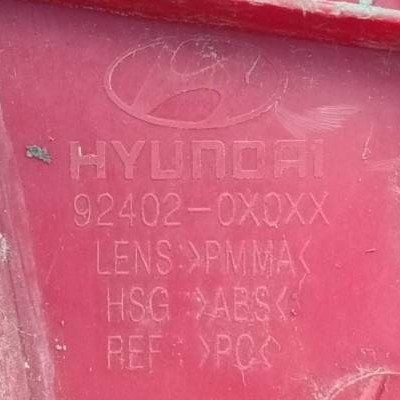 HYUNDAI
92402-0X0XX
LENS >PMMA<
HSG >ABS<
REF >PC<